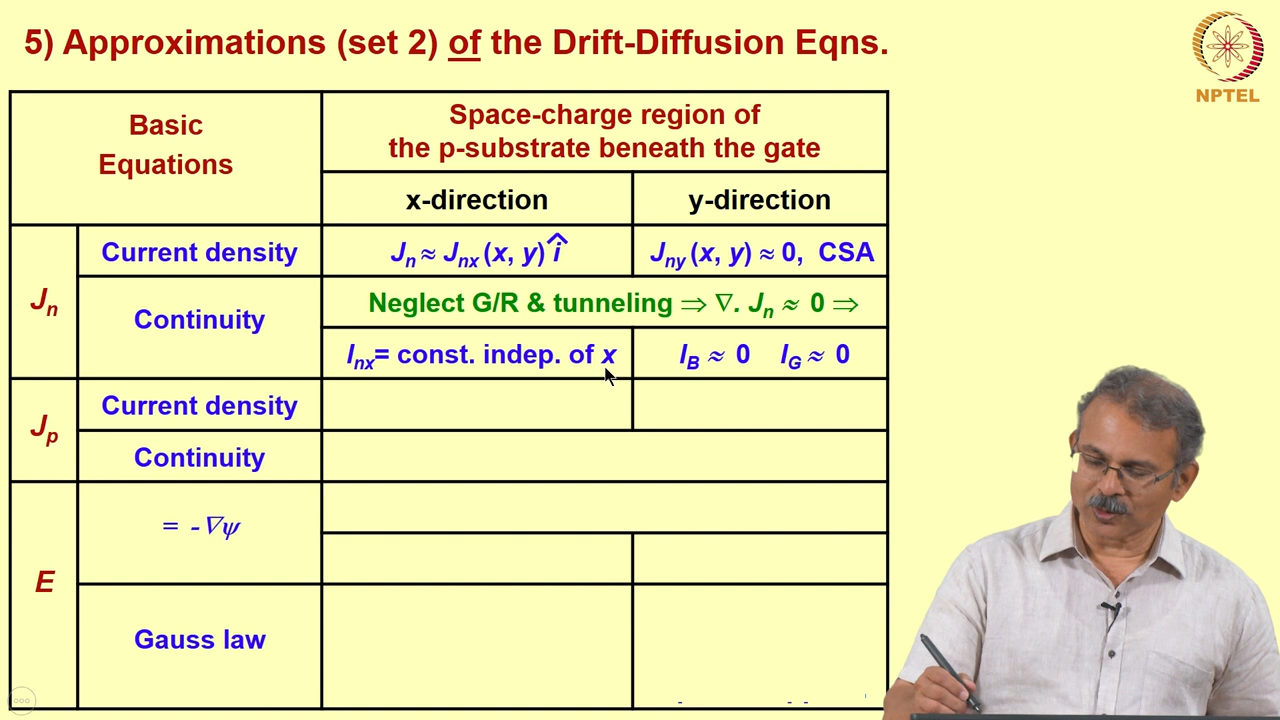 5) Approximations (set 2) of the Drift-Diffusion Eqns.
NPTEL
Basic
Equations
Space-charge region of
the p-substrate beneath the gate
x-direction
y-direction
Jn
Current density
Jn ≈ Jnx (x, y) î
Jny (x, y) ≈ 0, CSA
Continuity
Neglect G/R & tunneling ⇒ ∇. Jn ≈ 0 ⇒
Inx= const. indep. of x
IB ≈ 0 IG ≈ 0
Jp
Current density
Continuity
E
= -∇ψ
Gauss law